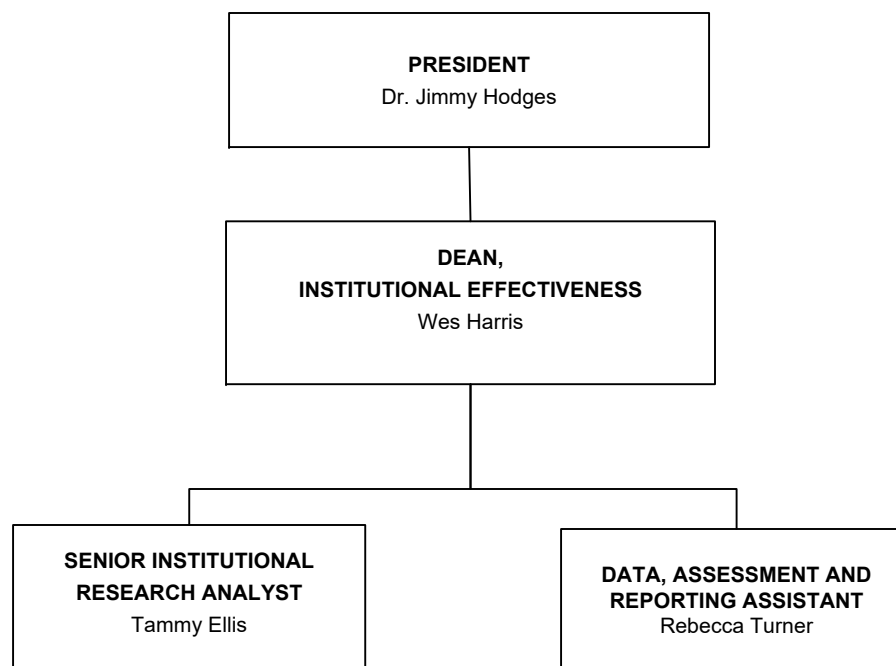 PRESIDENT
Dr. Jimmy Hodges
DEAN,
INSTITUTIONAL EFFECTIVENESS
Wes Harris
SENIOR INSTITUTIONAL
RESEARCH ANALYST
Tammy Ellis
DATA, ASSESSMENT AND
REPORTING ASSISTANT
Rebecca Turner